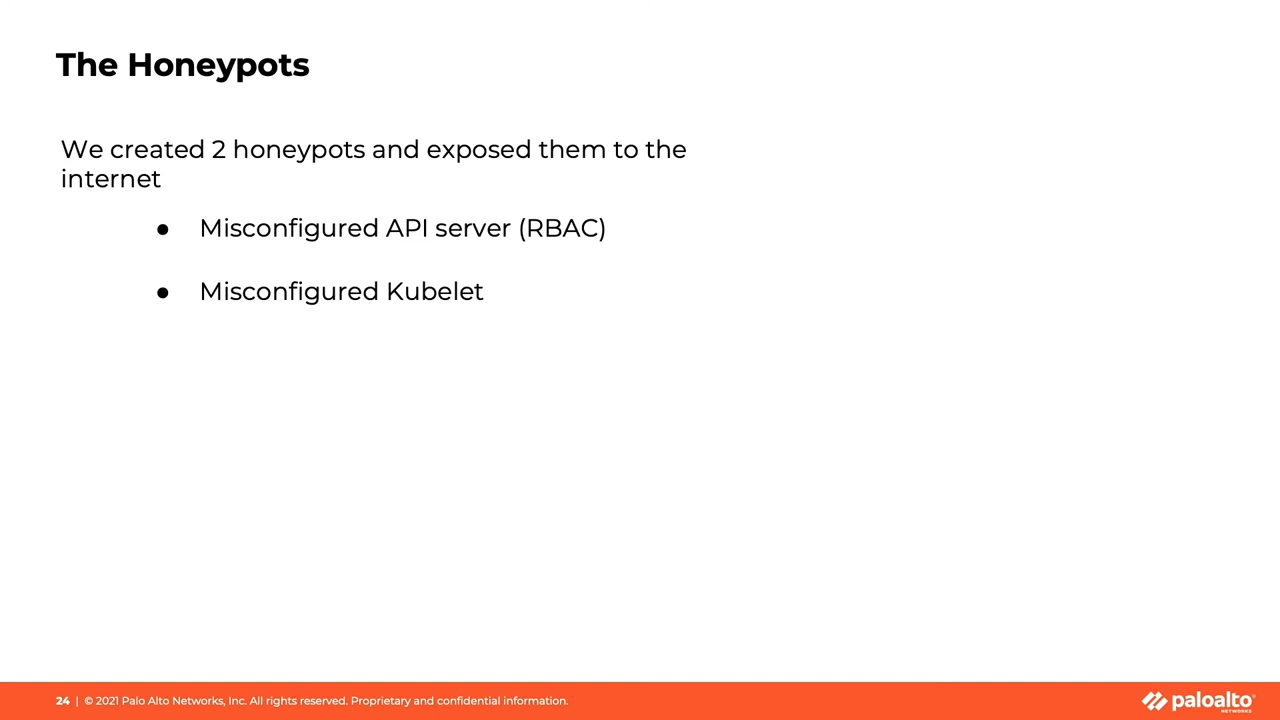 The Honeypots
We created 2 honeypots and exposed them to the
internet
● Misconfigured API server (RBAC)
● Misconfigured Kubelet
24 | © 2021 Palo Alto Networks, Inc. All rights reserved. Proprietary and confidential information.
paloalto®
NETWORKS